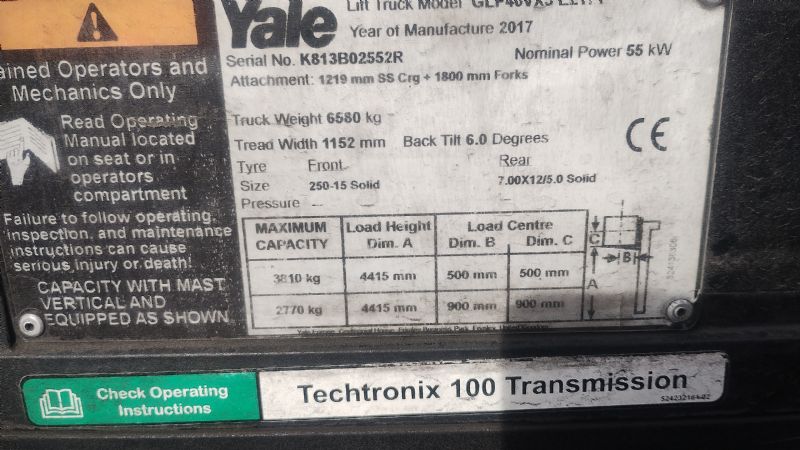 Yale
Lift Truck Model
Year of Manufacture 2017
Serial No. K813B02552R
Nominal Power 55 kW
Attachment: 1219 mm SS Crg + 1800 mm Forks
Truck Weight 6580 kg
Tread Width 1152 mm Back Tilt 6.0 Degrees
Tyre Front Rear
Size 250-15 Solid 7.00X12/5.0 Solid
Pressure
CE
MAXIMUM CAPACITY Load Height Dim. A Load Centre Dim. B Dim. C
3810 kg 4415 mm 500 mm 500 mm
2770 kg 4415 mm 900 mm 900 mm
C
B
A
ained Operators and
Mechanics Only
Read Operating
Manual located
on seat or in
operators
compartment
Failure to follow operating,
inspection, and maintenance
instructions can cause
serious injury or death!
CAPACITY WITH MAST
VERTICAL AND
EQUIPPED AS SHOWN
Check Operating
Instructions
Techtronix 100 Transmission